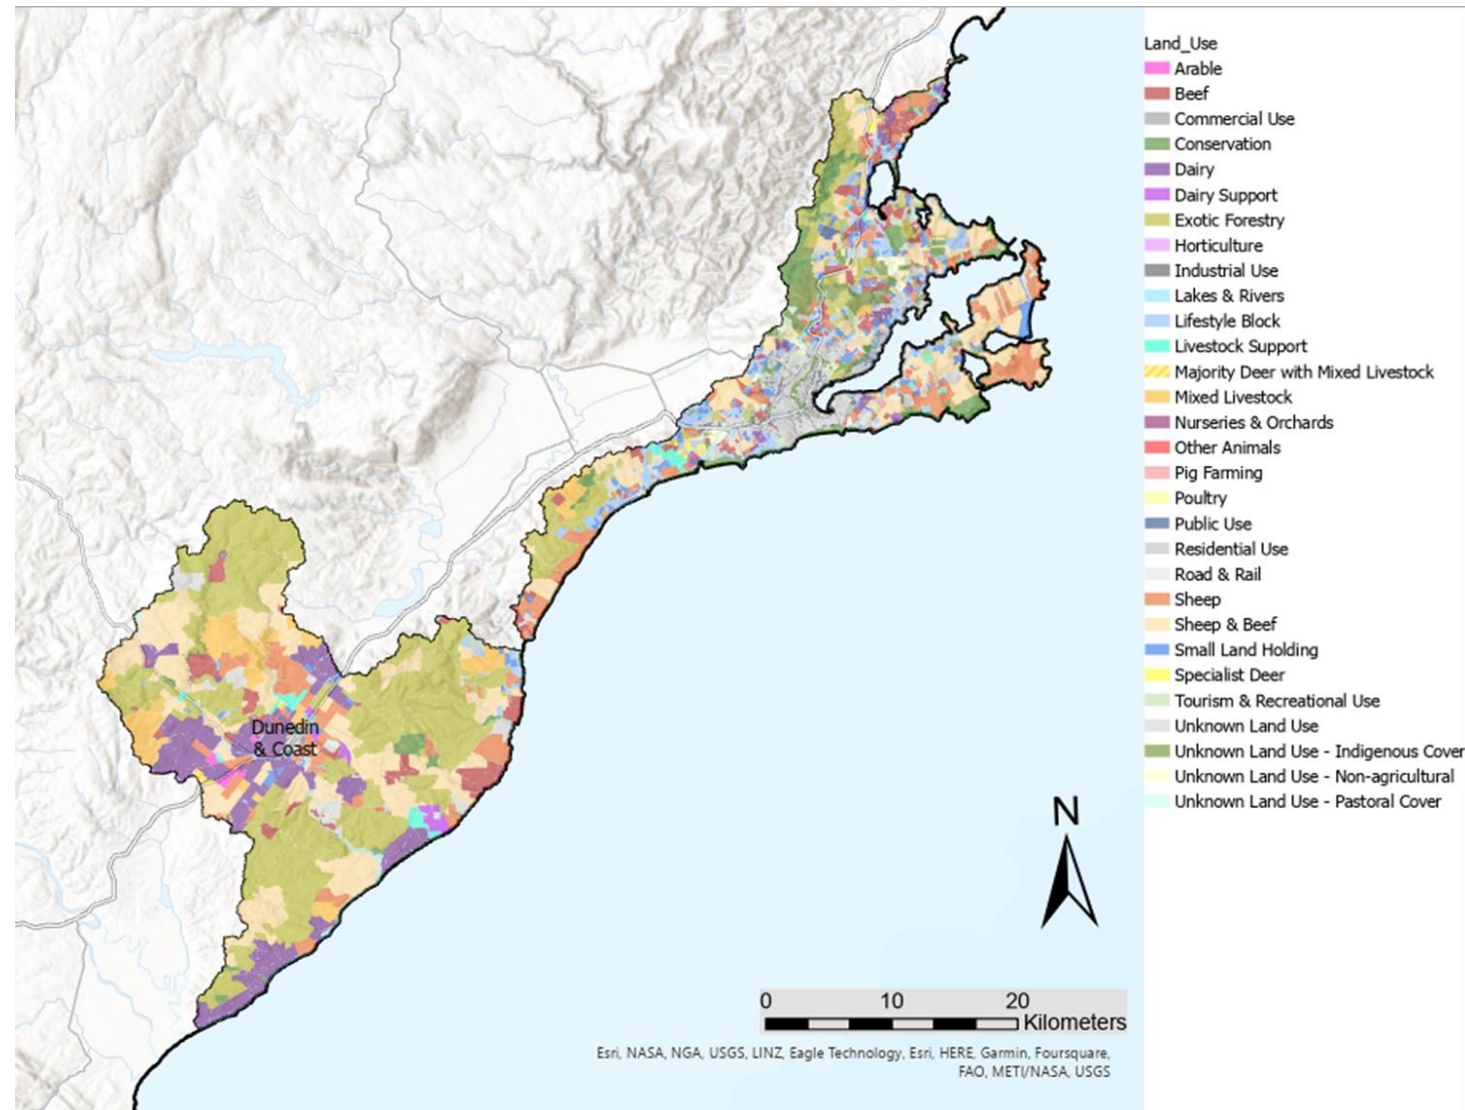 Land_Use
Arable
Beef
Commercial Use
Conservation
Dairy
Dairy Support
Exotic Forestry
Horticulture
Industrial Use
Lakes & Rivers
Lifestyle Block
Livestock Support
Majority Deer with Mixed Livestock
Mixed Livestock
Nurseries & Orchards
Other Animals
Pig Farming
Poultry
Public Use
Residential Use
Road & Rail
Sheep
Sheep & Beef
Small Land Holding
Specialist Deer
Tourism & Recreational Use
Unknown Land Use
Unknown Land Use - Indigenous Cover
Unknown Land Use - Non-agricultural
Unknown Land Use - Pastoral Cover
Dunedin
& Coast
N
0 10 20
Kilometers
Esri, NASA, NGA, USGS, LINZ, Eagle Technology, Esri, HERE, Garmin, Foursquare,
FAO, METI/NASA, USGS